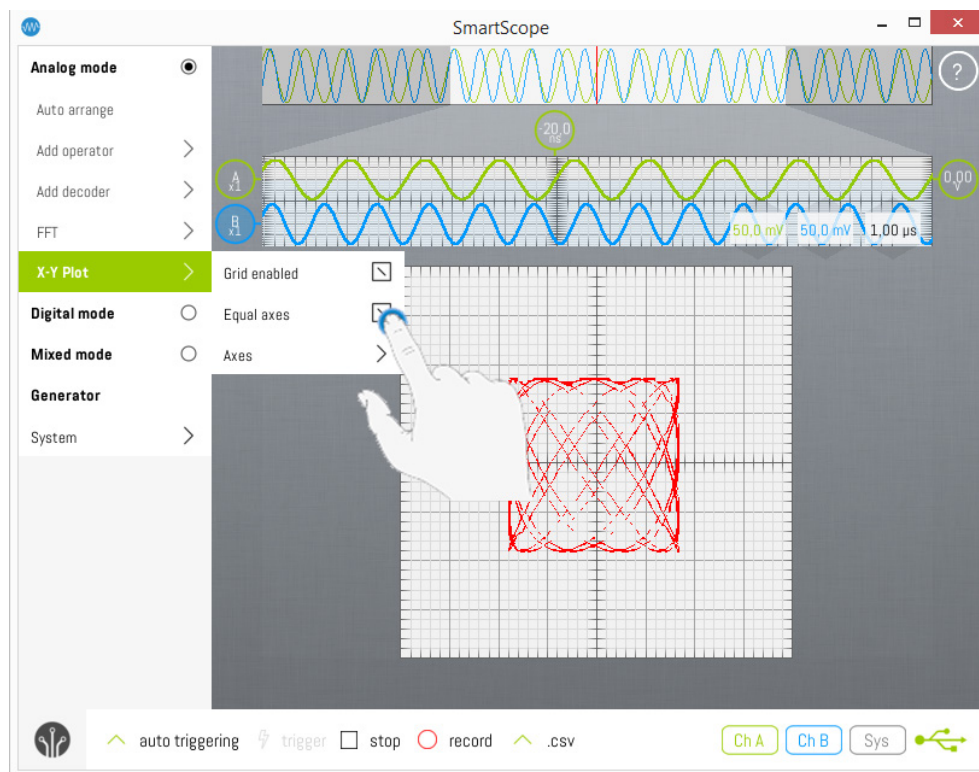 SmartScope
Analog mode
Auto arrange
Add operator
Add decoder
FFT
X-Y Plot
Digital mode
Mixed mode
Generator
System
Grid enabled
Equal axes
Axes
?
-20,0
ns
A
x1
B
x1
0,00
V
50,0 mV 50,0 mV 1,00 µs
auto triggering trigger stop record .csv
Ch A Ch B Sys